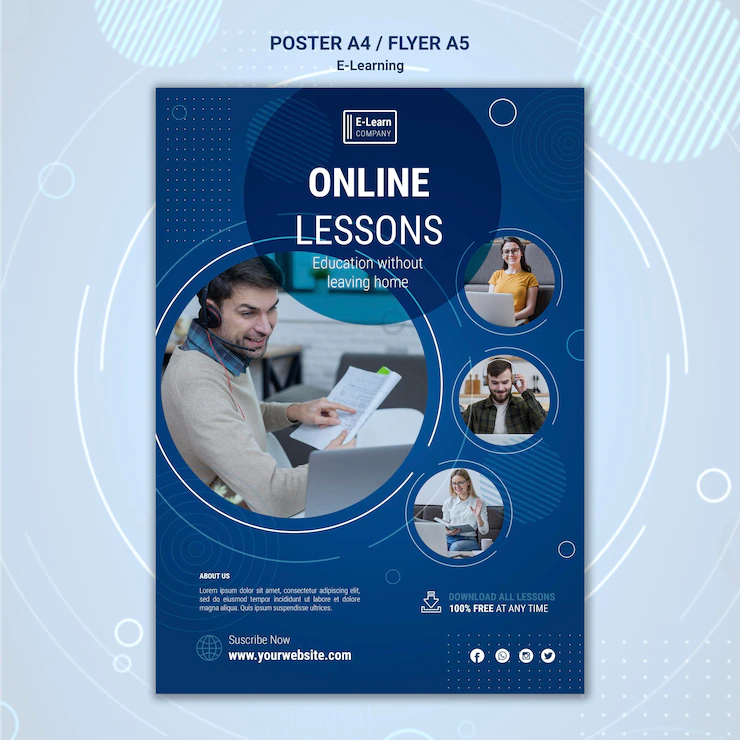 POSTER A4 / FLYER A5
E-Learning
E-Learn
COMPANY
ONLINE
LESSONS
Education without
leaving home
ABOUT US
Lorem ipsum dolor sit amet, consectetur adipiscing elit,
sed do eiusmod tempor incididunt ut labore et dolore
magna aliqua. Quis ipsum suspendisse ultrices.
DOWNLOAD ALL LESSONS
100% FREE AT ANY TIME
Suscribe Now
www.yourwebsite.com